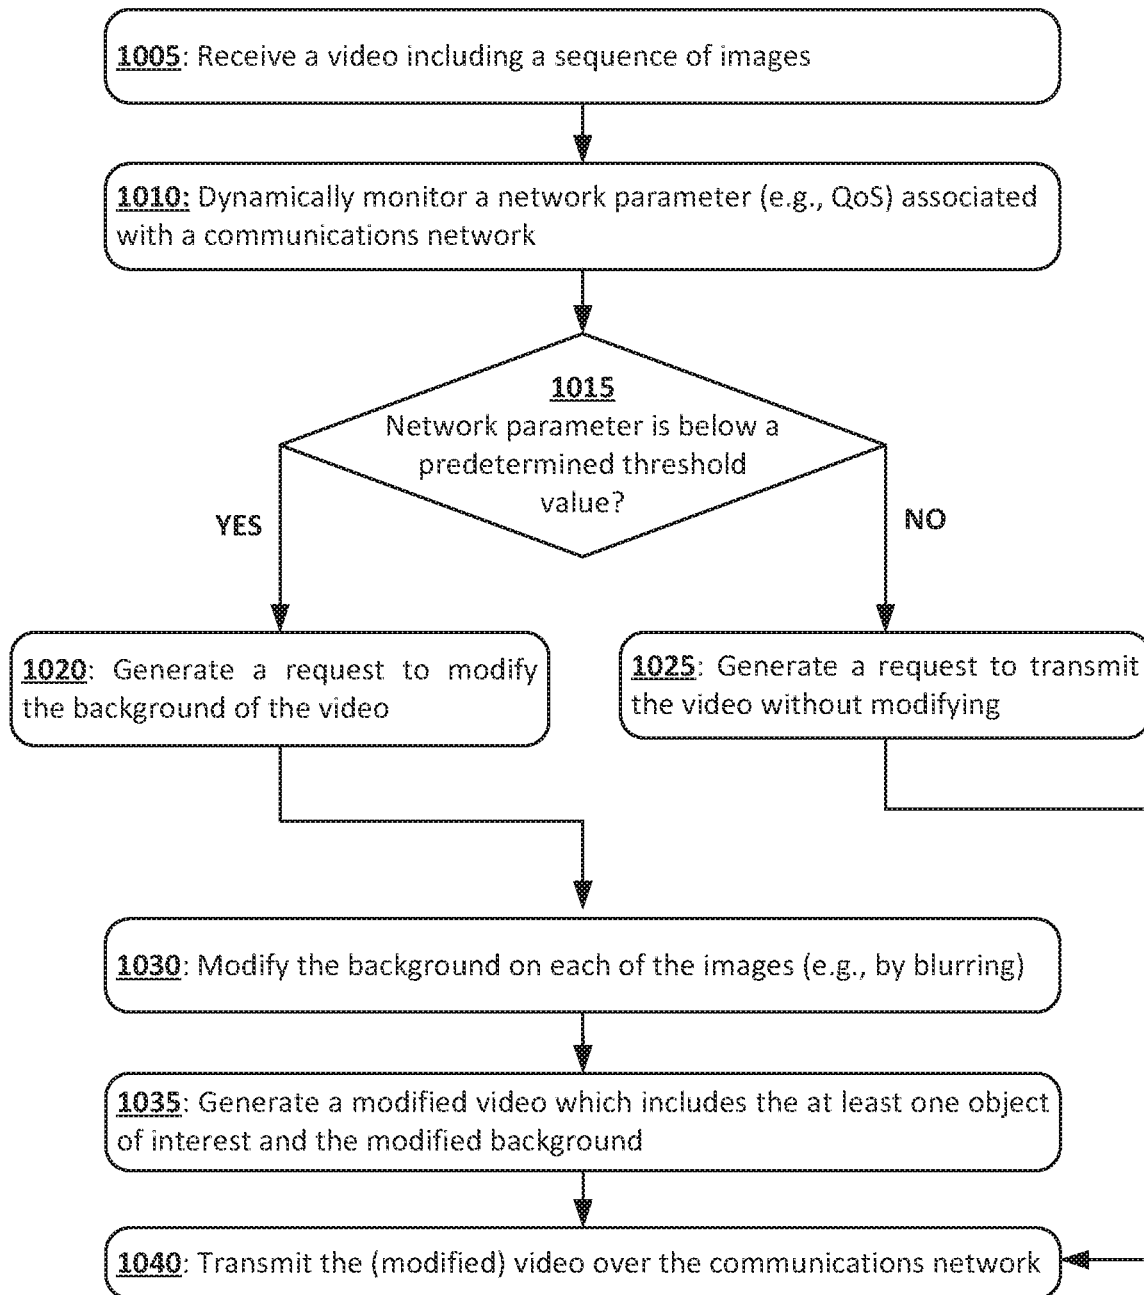 1005: Receive a video including a sequence of images
1010: Dynamically monitor a network parameter (e.g., QoS) associated
with a communications network
1015
Network parameter is below a
predetermined threshold
value?
YES
NO
1020: Generate a request to modify
the background of the video
1025: Generate a request to transmit
the video without modifying
1030: Modify the background on each of the images (e.g., by blurring)
1035: Generate a modified video which includes the at least one object
of interest and the modified background
1040: Transmit the (modified) video over the communications network